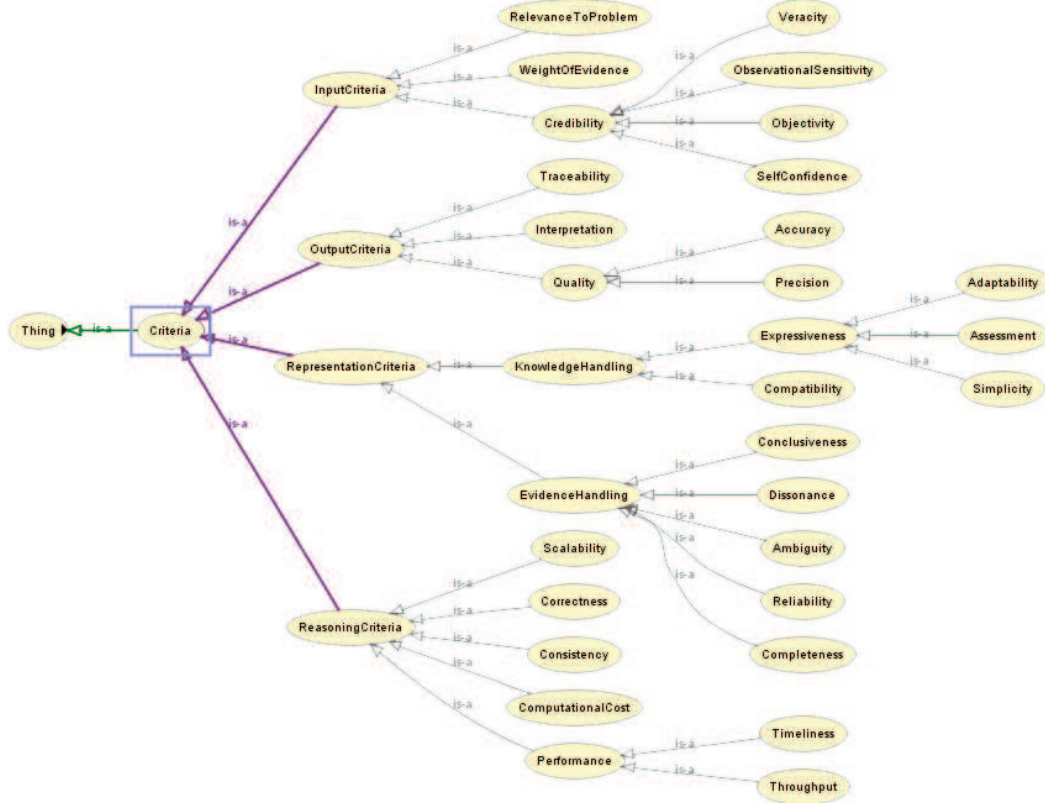 RelevanceToProblem
Veracity
is-a
is-a
WeightOfEvidence
ObservationalSensitivity
is-a
InputCriteria
is-a
is-a
Credibility
is-a
Objectivity
is-a
Traceability
SelfConfidence
is-a
is-a
Interpretation
Accuracy
is-a
is-a
is-a
OutputCriteria
is-a
is-a
Quality
is-a
Precision
Adaptability
is-a
Thing
is-a
Criteria
Expressiveness
is-a
Assessment
is-a
is-a
is-a
RepresentationCriteria
is-a
KnowledgeHandling
is-a
is-a
Compatibility
Simplicity
is-a
is-a
Conclusiveness
is-a
EvidenceHandling
is-a
Dissonance
is-a
Scalability
is-a
Ambiguity
is-a
is-a
Correctness
Reliability
is-a
ReasoningCriteria
is-a
Consistency
Completeness
is-a
ComputationalCost
is-a
Timeliness
is-a
Performance
is-a
Throughput